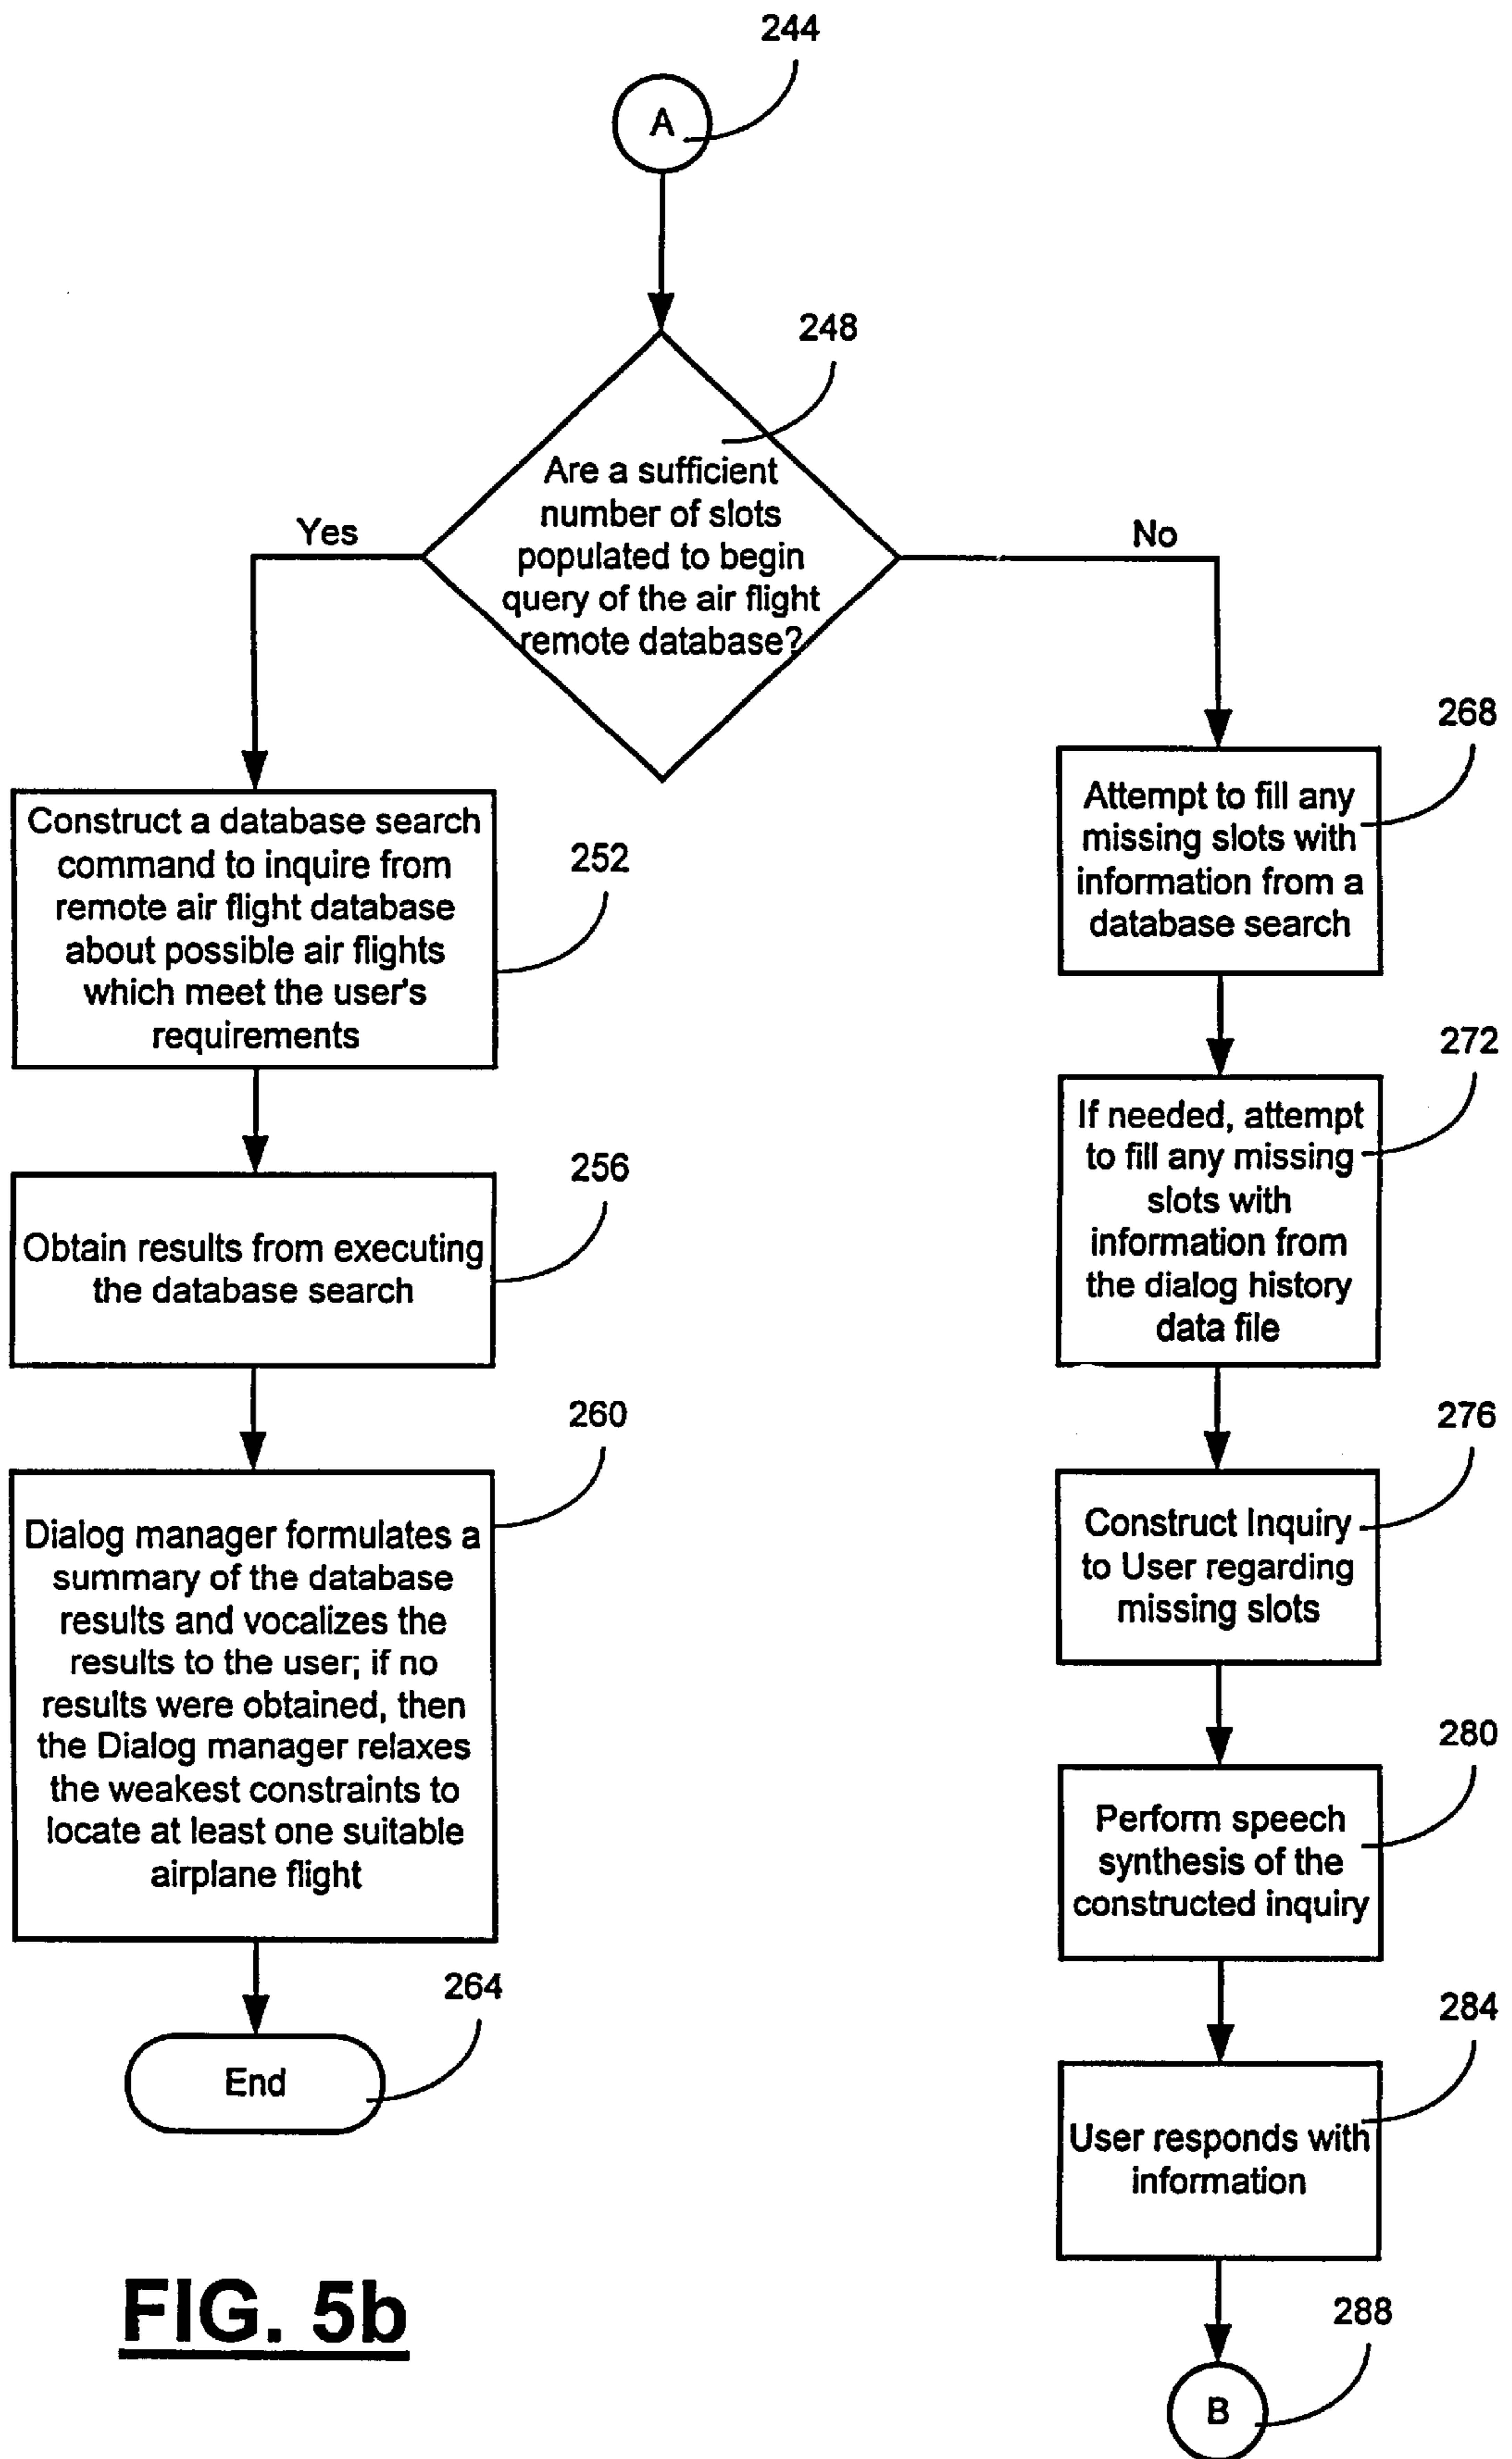 244
A
248
Are a sufficient
number of slots
populated to begin
query of the air flight
remote database?
Yes
No
Construct a database search
command to inquire from
remote air flight database
about possible air flights
which meet the user's
requirements
252
Obtain results from executing
the database search
256
Dialog manager formulates a
summary of the database
results and vocalizes the
results to the user; if no
results were obtained, then
the Dialog manager relaxes
the weakest constraints to
locate at least one suitable
airplane flight
260
End
264
Attempt to fill any
missing slots with
information from a
database search
268
If needed, attempt
to fill any missing
slots with
information from
the dialog history
data file
272
Construct Inquiry
to User regarding
missing slots
276
Perform speech
synthesis of the
constructed inquiry
280
User responds with
information
284
B
288
FIG. 5b